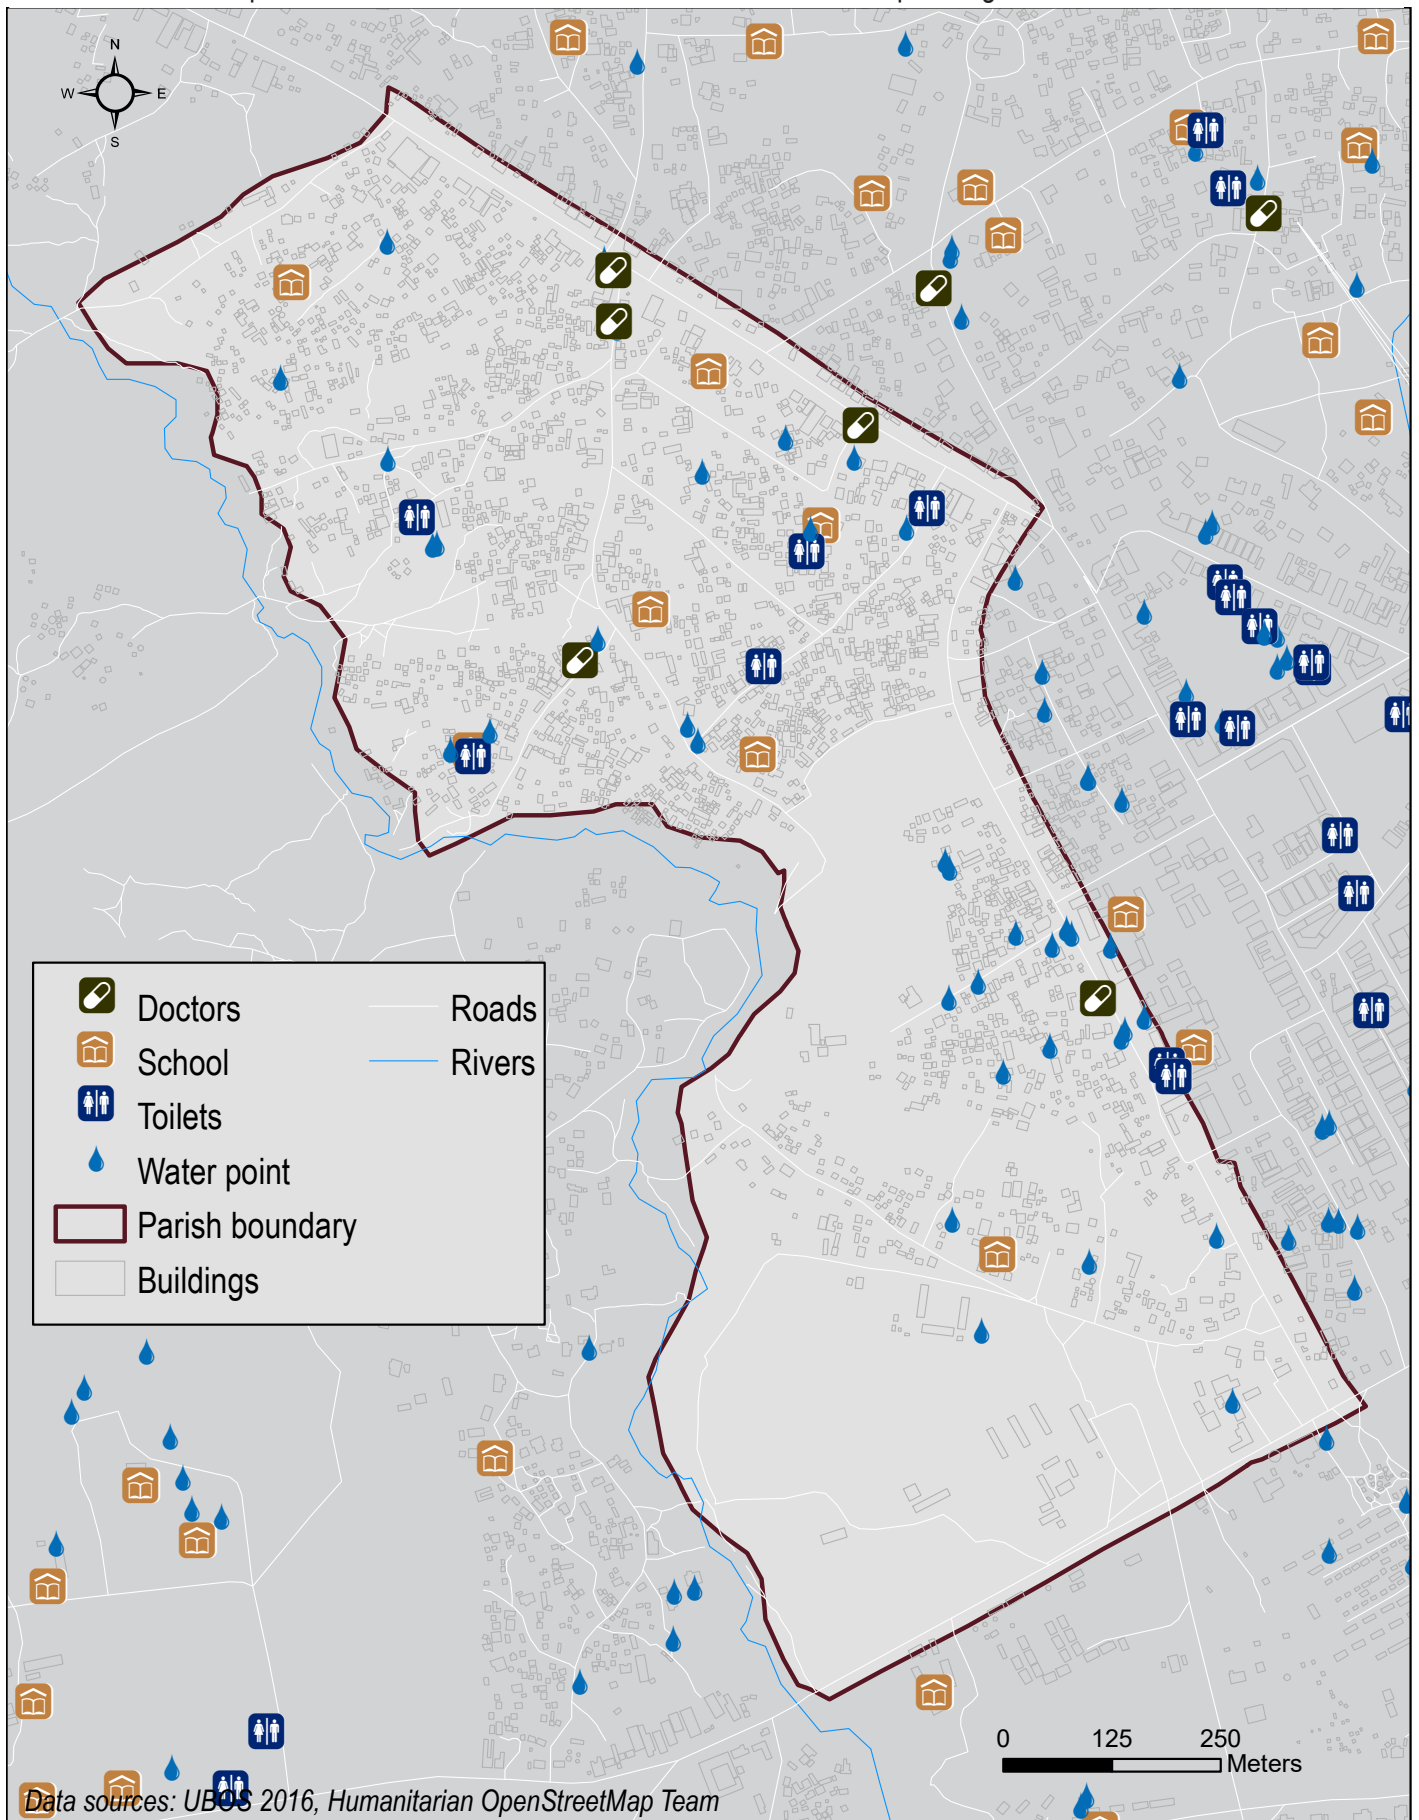 N
W E
S
Doctors
School
Toilets
Water point
Parish boundary
Buildings
Roads
Rivers
0 125 250
Meters
Data sources: UBOS 2016, Humanitarian OpenStreetMap Team